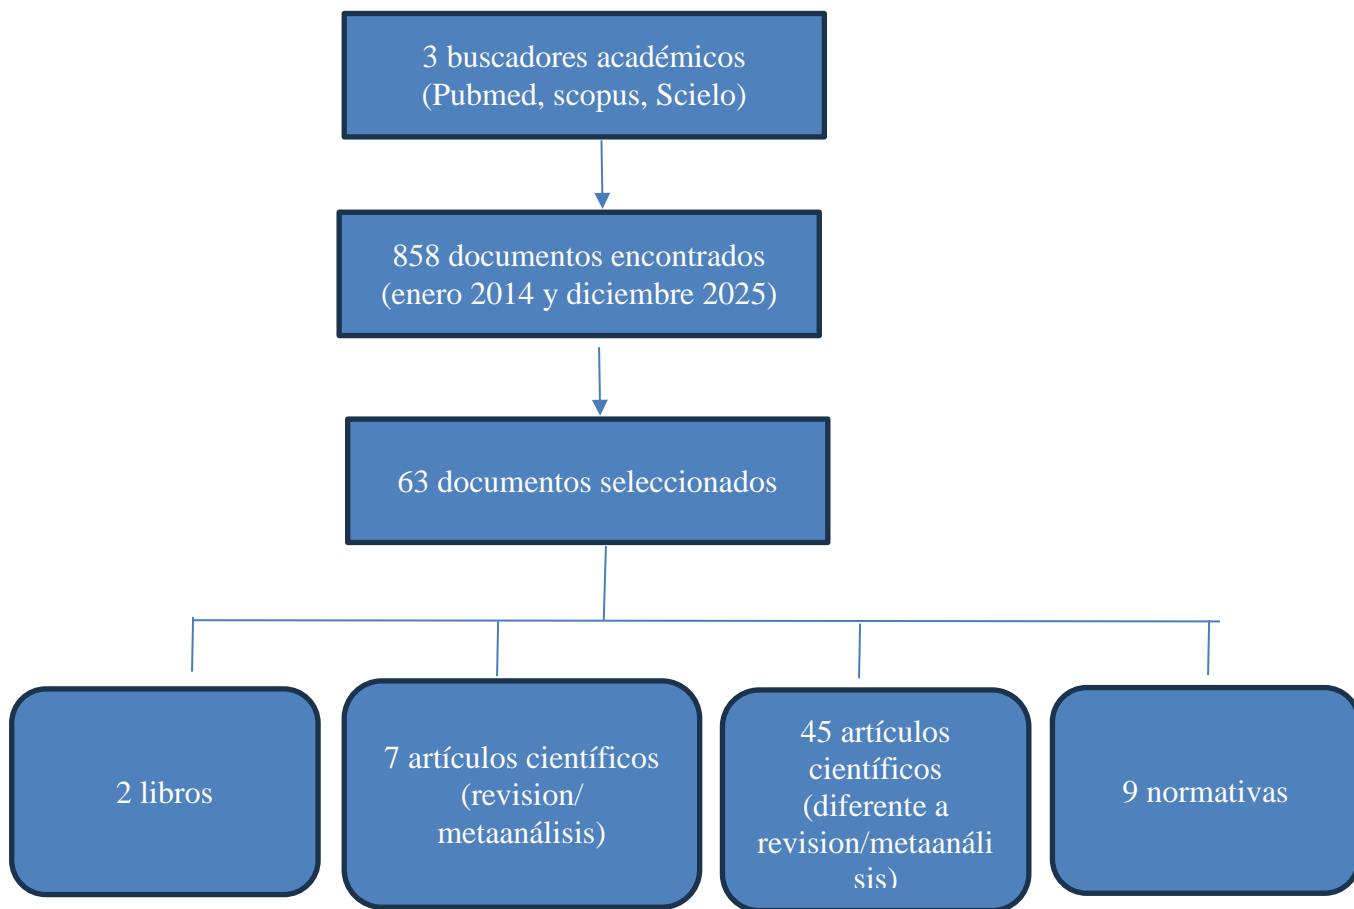 3 buscadores académicos
(Pubmed, scopus, Scielo)
858 documentos encontrados
(enero 2014 y diciembre 2025)
63 documentos seleccionados
2 libros
7 artículos científicos
(revision/
metaanálisis)
45 artículos
científicos
(diferente a
revision/metaanáli
sis)
9 normativas